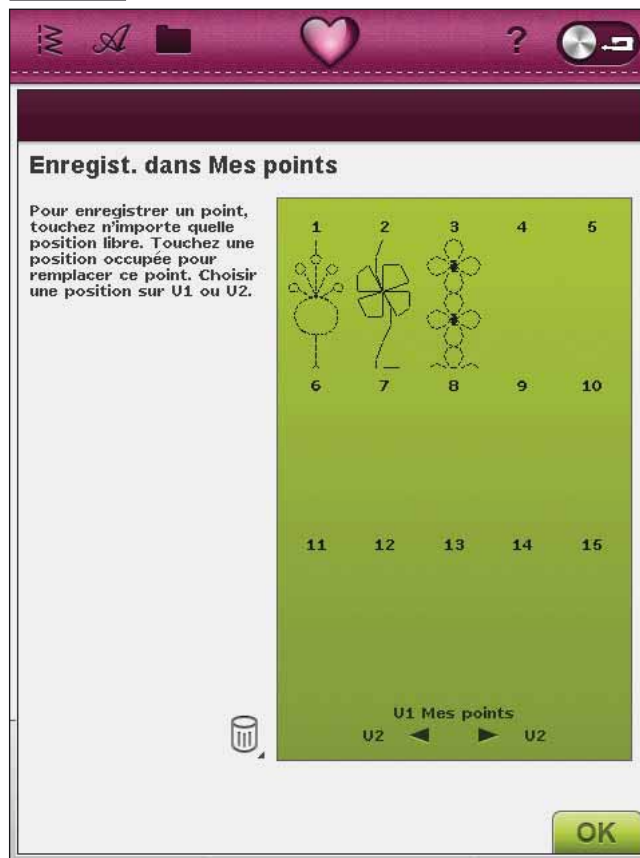 ?
Enregist. dans Mes points
Pour enregistrer un point,
touchez n'importe quelle
position libre. Touchez une
position occupée pour
remplacer ce point. Choisir
une position sur U1 ou U2.
1 2 3 4 5
6 7 8 9 10
11 12 13 14 15
U1 Mes points
U2 U2
OK